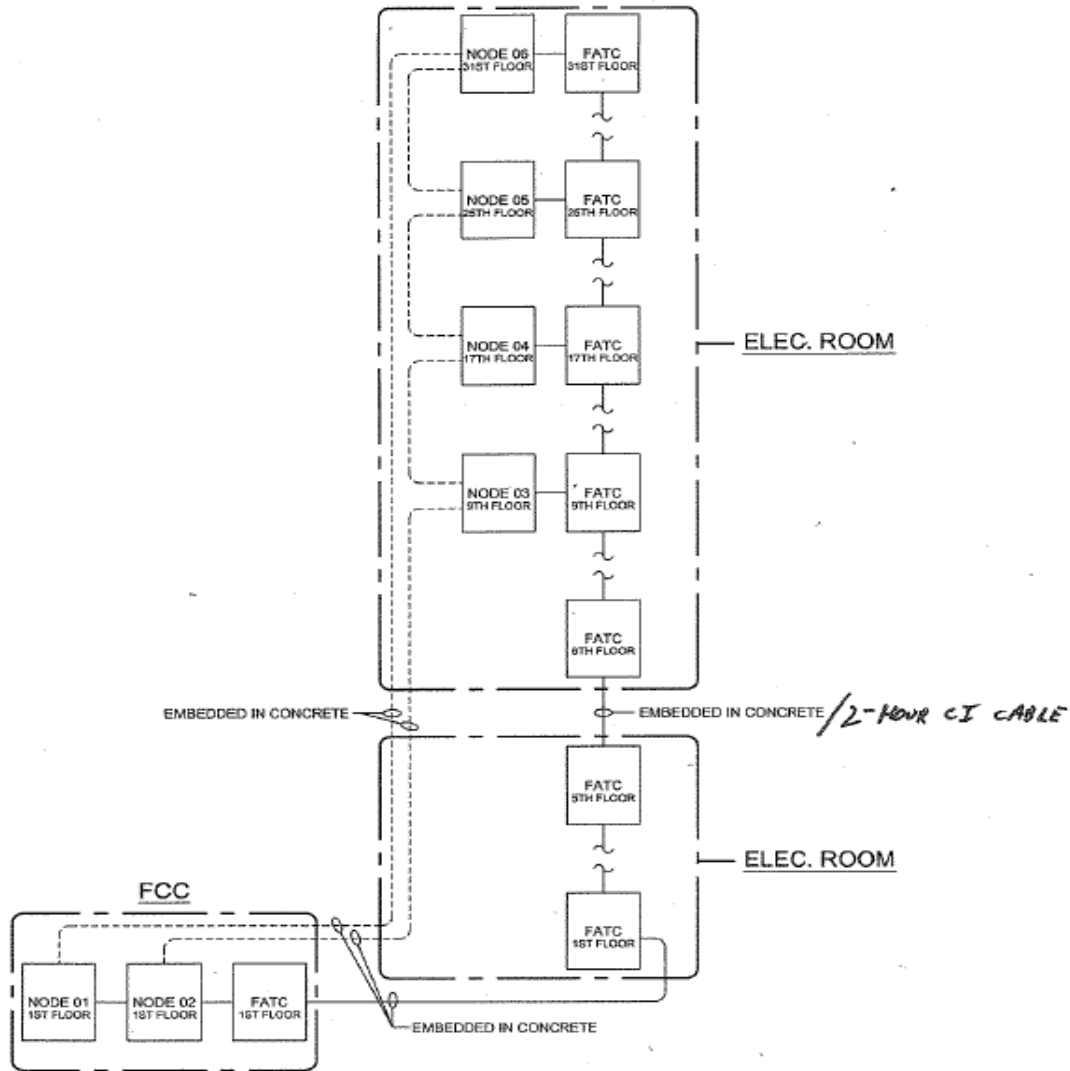 NODE 06
31ST FLOOR
FATC
31ST FLOOR
NODE 05
25TH FLOOR
FATC
25TH FLOOR
NODE 04
17TH FLOOR
FATC
17TH FLOOR
ELEC. ROOM
NODE 03
9TH FLOOR
FATC
9TH FLOOR
FATC
6TH FLOOR
EMBEDDED IN CONCRETE
EMBEDDED IN CONCRETE /2-HOUR CI CABLE
FATC
5TH FLOOR
ELEC. ROOM
FCC
FATC
1ST FLOOR
NODE 01
1ST FLOOR
NODE 02
1ST FLOOR
FATC
1ST FLOOR
EMBEDDED IN CONCRETE